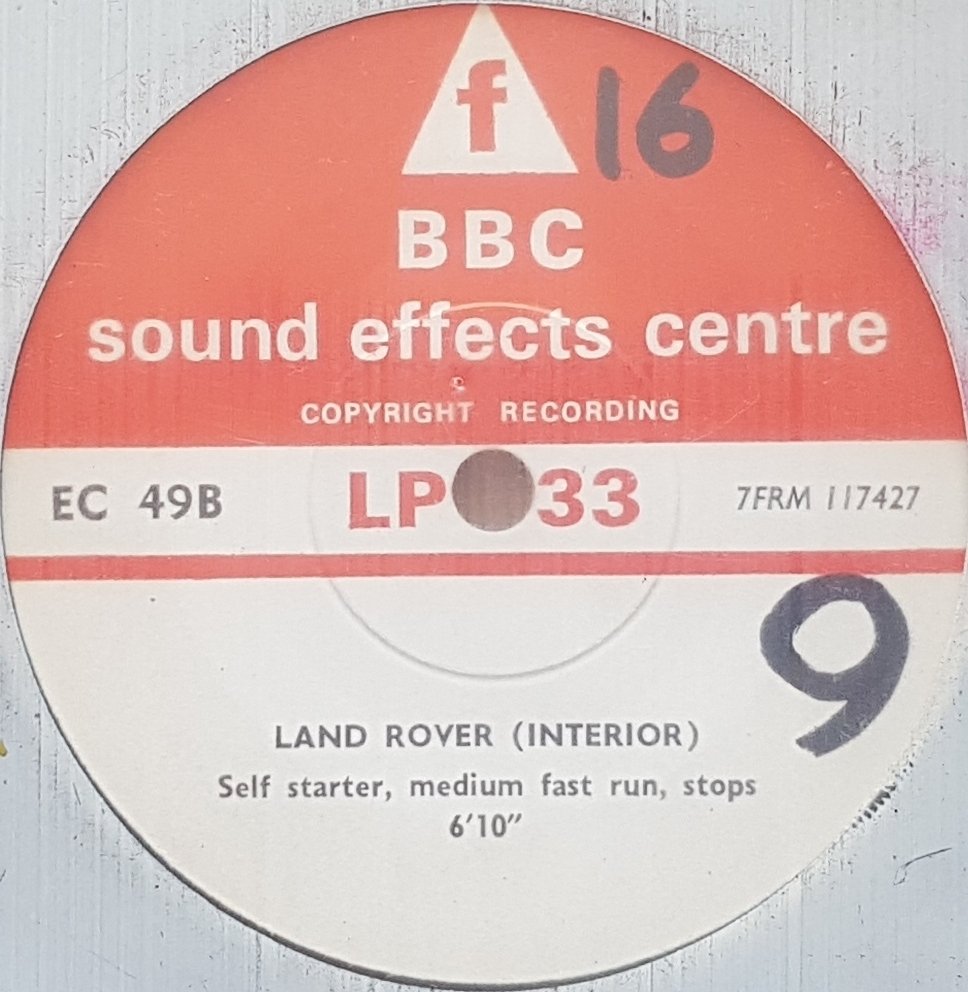 f 16
BBC
sound effects centre
COPYRIGHT RECORDING
EC 49B LP 33 7FRM 117427
9
LAND ROVER (INTERIOR)
Self starter, medium fast run, stops
6'10"